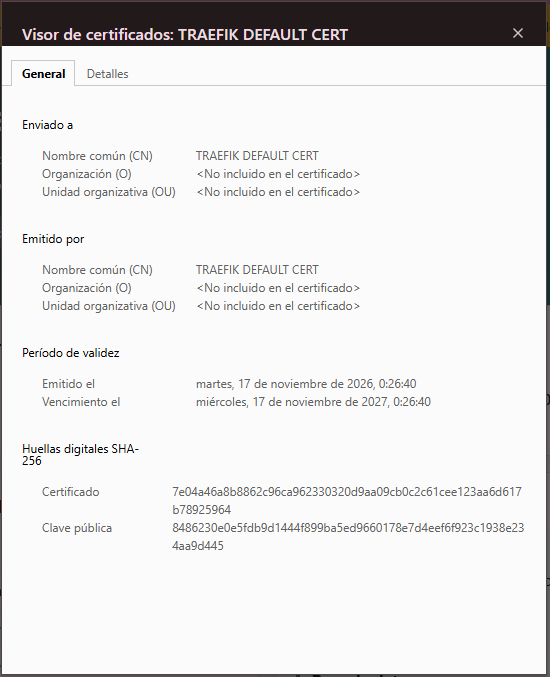 Visor de certificados: TRAEFIK DEFAULT CERT
General Detalles
Enviado a
Nombre común (CN) TRAEFIK DEFAULT CERT
Organización (O) <No incluido en el certificado>
Unidad organizativa (OU) <No incluido en el certificado>
Emitido por
Nombre común (CN) TRAEFIK DEFAULT CERT
Organización (O) <No incluido en el certificado>
Unidad organizativa (OU) <No incluido en el certificado>
Período de validez
Emitido el martes, 17 de noviembre de 2026, 0:26:40
Vencimiento el miércoles, 17 de noviembre de 2027, 0:26:40
Huellas digitales SHA-
256
Certificado 7e04a46a8b8862c96ca962330320d9aa09cb0c2c61cee123aa6d617
b78925964
Clave pública 8486230e0e5fdb9d1444f899ba5ed9660178e7d4eef6f923c1938e23
4aa9d445